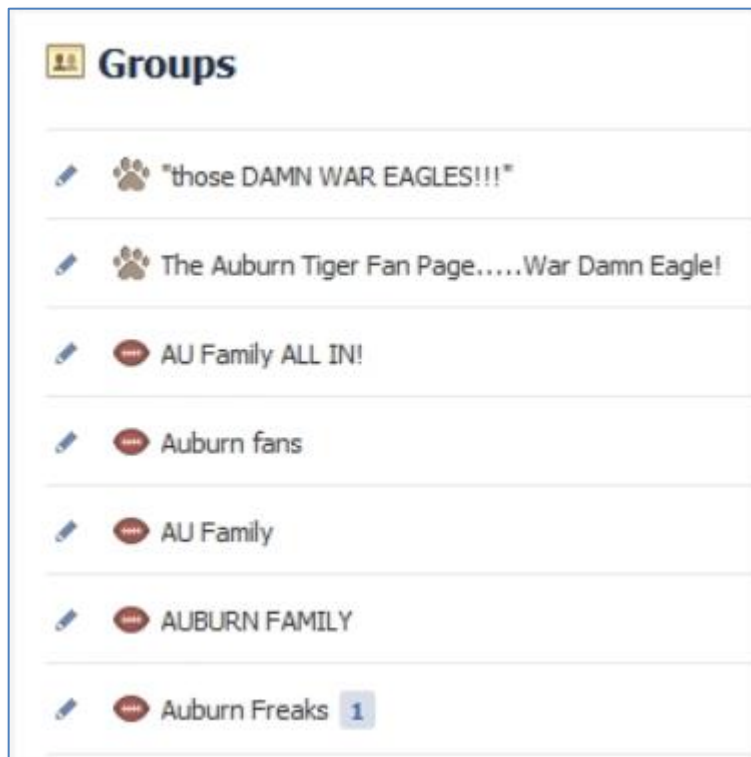 Groups
"those DAMN WAR EAGLES!!!"
The Auburn Tiger Fan Page.....War Damn Eagle!
AU Family ALL IN!
Auburn fans
AU Family
AUBURN FAMILY
Auburn Freaks 1